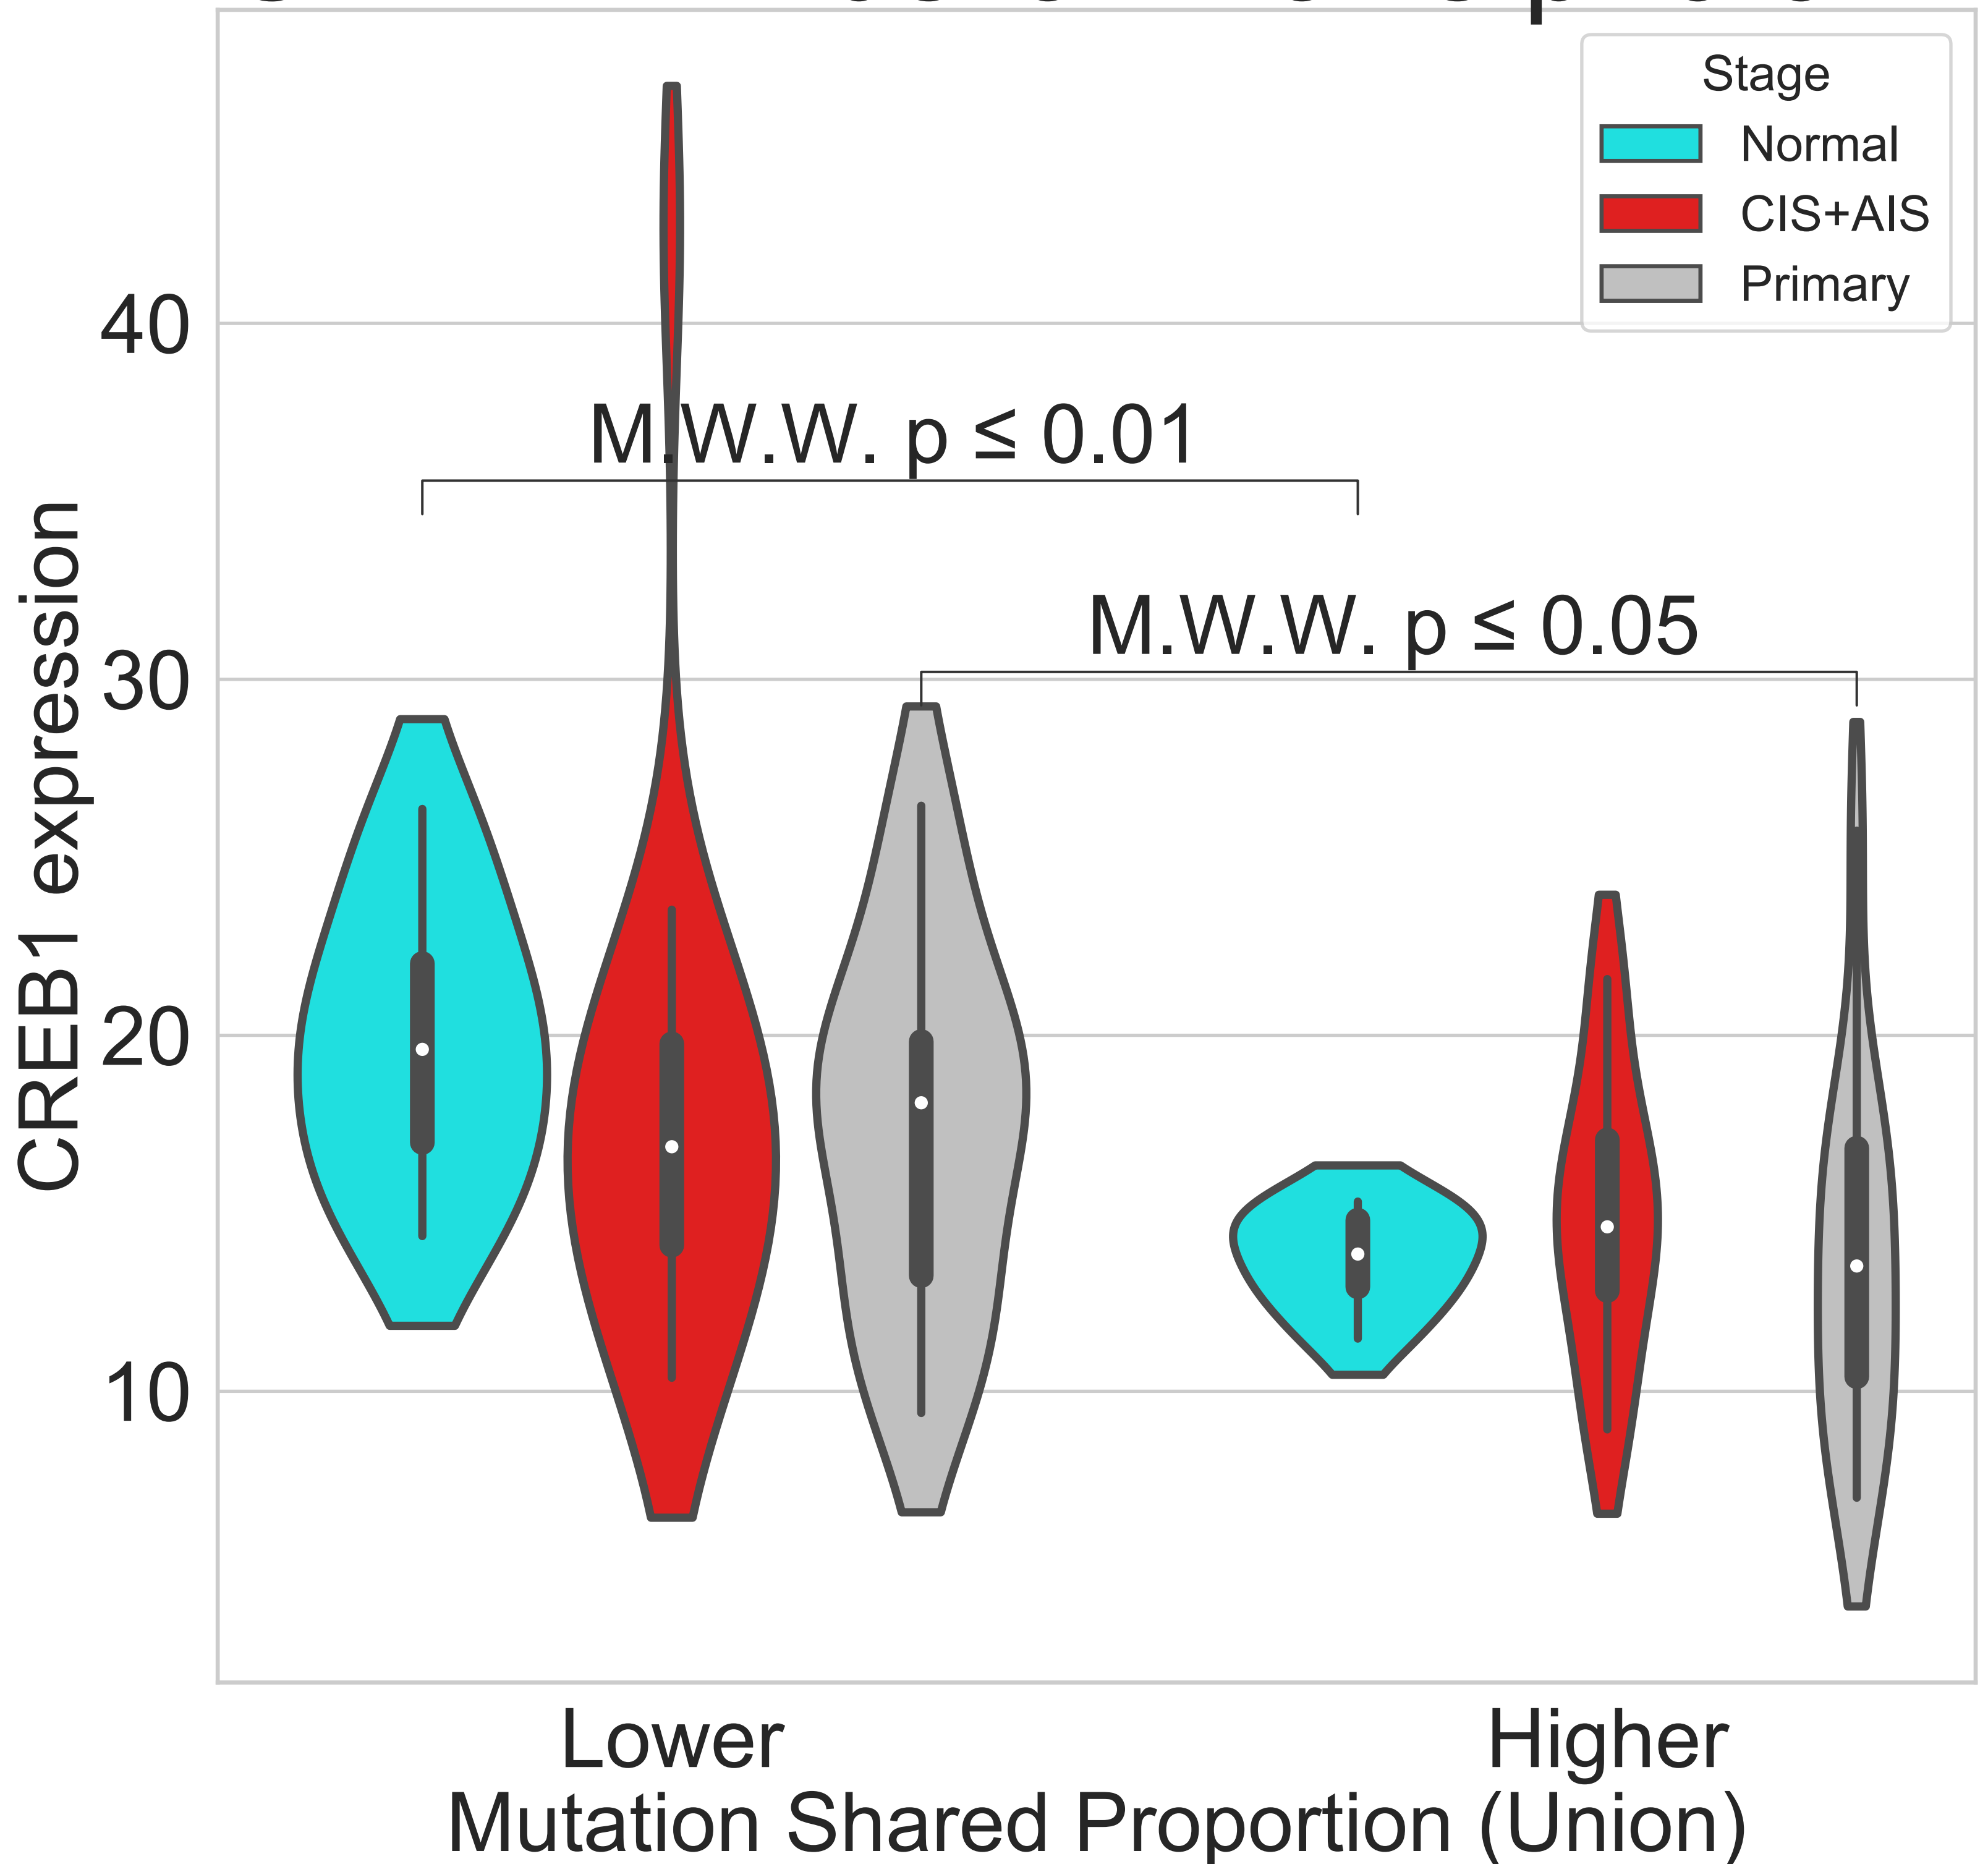 Stage
Normal
CIS+AIS
Primary
40
M.W.W. p ≤ 0.01
M.W.W. p ≤ 0.05
30
20
10
CREB1 expression
Lower
Higher
Mutation Shared Proportion (Union)